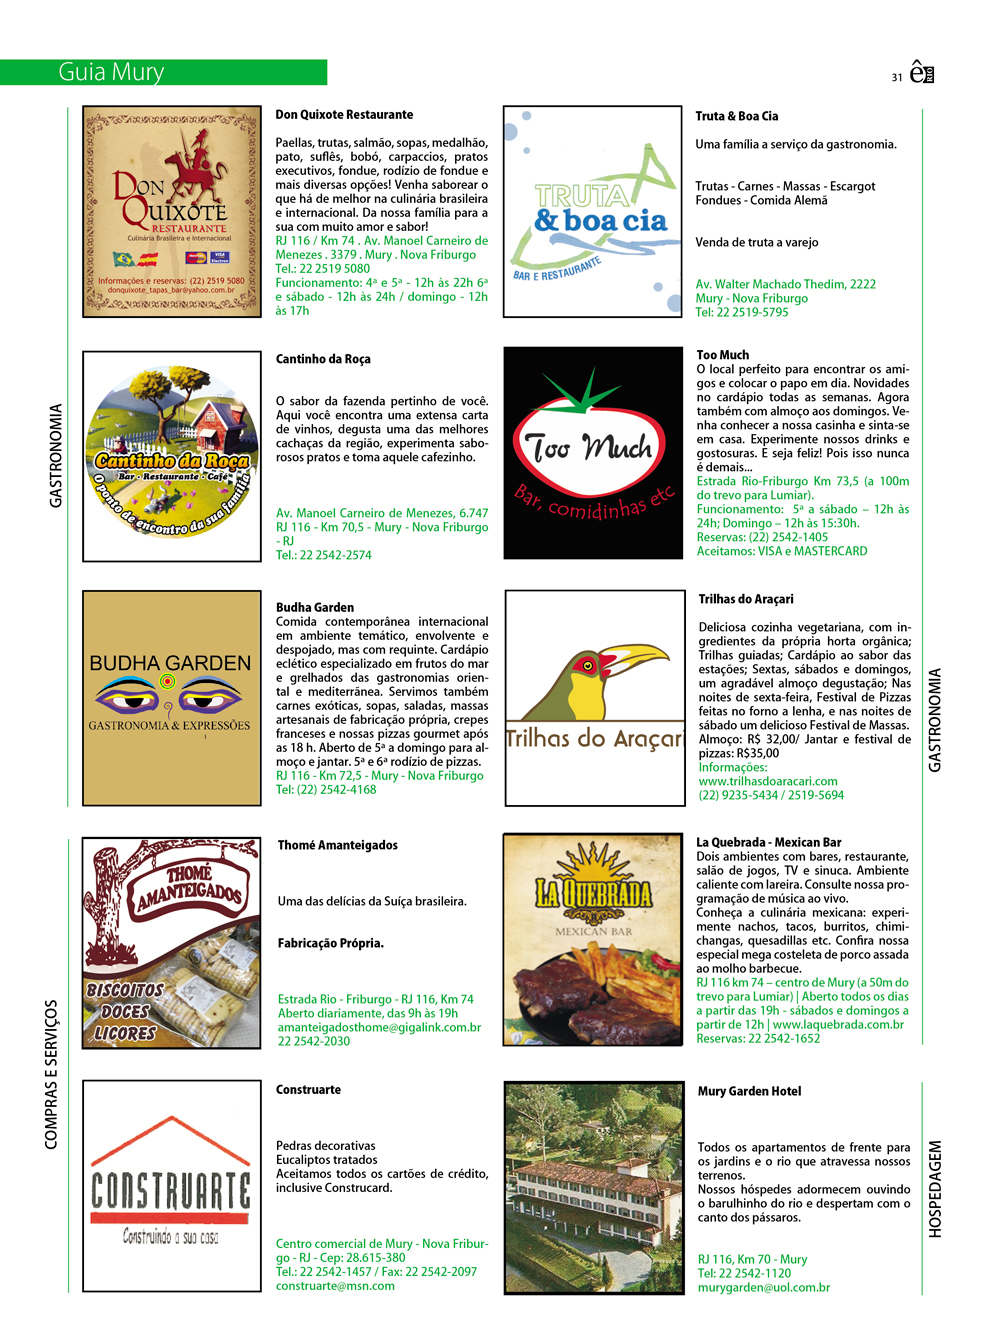 Guia Mury
31 ê RIO
GASTRONOMIA
DON
QUIXOTE
RESTAURANTE
Culinária Brasileira e Internacional
Informações e reservas: (22) 2519 5080
donquixote_tapas_bar@yahoo.com.br
Don Quixote Restaurante
Paellas, trutas, salmão, sopas, medalhão,
pato, suflês, bobó, carpaccios, pratos
executivos, fondue, rodízio de fondue e
mais diversas opções! Venha saborear o
que há de melhor na culinária brasileira
e internacional. Da nossa família para a
sua com muito amor e sabor!
RJ 116 / Km 74 . Av. Manoel Carneiro de
Menezes . 3379 . Mury . Nova Friburgo
Tel.: 22 2519 5080
Funcionamento: 4ª e 5ª - 12h às 22h 6ª
e sábado - 12h às 24h / domingo - 12h
às 17h
Cantinho da Roça
Bar - Restaurante - Café
O ponto de encontro da sua família
Cantinho da Roça
O sabor da fazenda pertinho de você.
Aqui você encontra uma extensa carta
de vinhos, degusta uma das melhores
cachaças da região, experimenta sabo-
rosos pratos e toma aquele cafezinho.
Av. Manoel Carneiro de Menezes, 6.747
RJ 116 - Km 70,5 - Mury - Nova Friburgo
- RJ
Tel.: 22 2542-2574
BUDHA GARDEN
GASTRONOMIA & EXPRESSÕES
Budha Garden
Comida contemporânea internacional
em ambiente temático, envolvente e
despojado, mas com requinte. Cardápio
eclético especializado em frutos do mar
e grelhados das gastronomias orien-
tal e mediterrânea. Servimos também
carnes exóticas, sopas, saladas, massas
artesanais de fabricação própria, crepes
franceses e nossas pizzas gourmet após
as 18 h. Aberto de 5ª a domingo para al-
moço e jantar. 5ª e 6ª rodízio de pizzas.
RJ 116 - Km 72,5 - Mury - Nova Friburgo
Tel: (22) 2542-4168
COMPRAS E SERVIÇOS
THOMÉ
AMANTEIGADOS
BISCOITOS
DOCES
LICORES
Thomé Amanteigados
Uma das delícias da Suíça brasileira.
Fabricação Própria.
Estrada Rio - Friburgo - RJ 116, Km 74
Aberto diariamente, das 9h às 19h
amanteigadosthome@gigalink.com.br
22 2542-2030
CONSTRUARTE
Construindo a sua casa
Construarte
Pedras decorativas
Eucaliptos tratados
Aceitamos todos os cartões de crédito,
inclusive Construcard.
Centro comercial de Mury - Nova Fribur-
go - RJ - Cep: 28.615-380
Tel.: 22 2542-1457 / Fax: 22 2542-2097
construarte@msn.com
TRUTA
& boa cia
BAR E RESTAURANTE
Truta & Boa Cia
Uma família a serviço da gastronomia.
Trutas - Carnes - Massas - Escargot
Fondues - Comida Alemã
Venda de truta a varejo
Av. Walter Machado Thedim, 2222
Mury - Nova Friburgo
Tel: 22 2519-5795
Too Much
Bar, comidinhas etc
Too Much
O local perfeito para encontrar os ami-
gos e colocar o papo em dia. Novidades
no cardápio todas as semanas. Agora
também com almoço aos domingos. Ve-
nha conhecer a nossa casinha e sinta-se
em casa. Experimente nossos drinks e
gostosuras. E seja feliz! Pois isso nunca
é demais...
Estrada Rio-Friburgo Km 73,5 (a 100m
do trevo para Lumiar).
Funcionamento: 5ª a sábado – 12h às
24h; Domingo – 12h às 15:30h.
Reservas: (22) 2542-1405
Aceitamos: VISA e MASTERCARD
Trilhas do Araçari
Trilhas do Araçari
Deliciosa cozinha vegetariana, com in-
gredientes da própria horta orgânica;
Trilhas guiadas; Cardápio ao sabor das
estações; Sextas, sábados e domingos,
um agradável almoço degustação; Nas
noites de sexta-feira, Festival de Pizzas
feitas no forno a lenha, e nas noites de
sábado um delicioso Festival de Massas.
Almoço: R$ 32,00/ Jantar e festival de
pizzas: R$35,00
Informações:
www.trilhasdoaracari.com
(22) 9235-5434 / 2519-5694
GASTRONOMIA
LA QUEBRADA
MEXICAN BAR
La Quebrada - Mexican Bar
Dois ambientes com bares, restaurante,
salão de jogos, TV e sinuca. Ambiente
caliente com lareira. Consulte nossa pro-
gramação de música ao vivo.
Conheça a culinária mexicana: experi-
mente nachos, tacos, burritos, chimi-
changas, quesadillas etc. Confira nossa
especial mega costeleta de porco assada
ao molho barbecue.
RJ 116 km 74 – centro de Mury (a 50m do
trevo para Lumiar) | Aberto todos os dias
a partir das 19h - sábados e domingos a
partir de 12h | www.laquebrada.com.br
Reservas: 22 2542-1652
HOSPEDAGEM
Mury Garden Hotel
Todos os apartamentos de frente para
os jardins e o rio que atravessa nossos
terrenos.
Nossos hóspedes adormecem ouvindo
o barulhinho do rio e despertam com o
canto dos pássaros.
RJ 116, Km 70 - Mury
Tel: 22 2542-1120
murygarden@uol.com.br